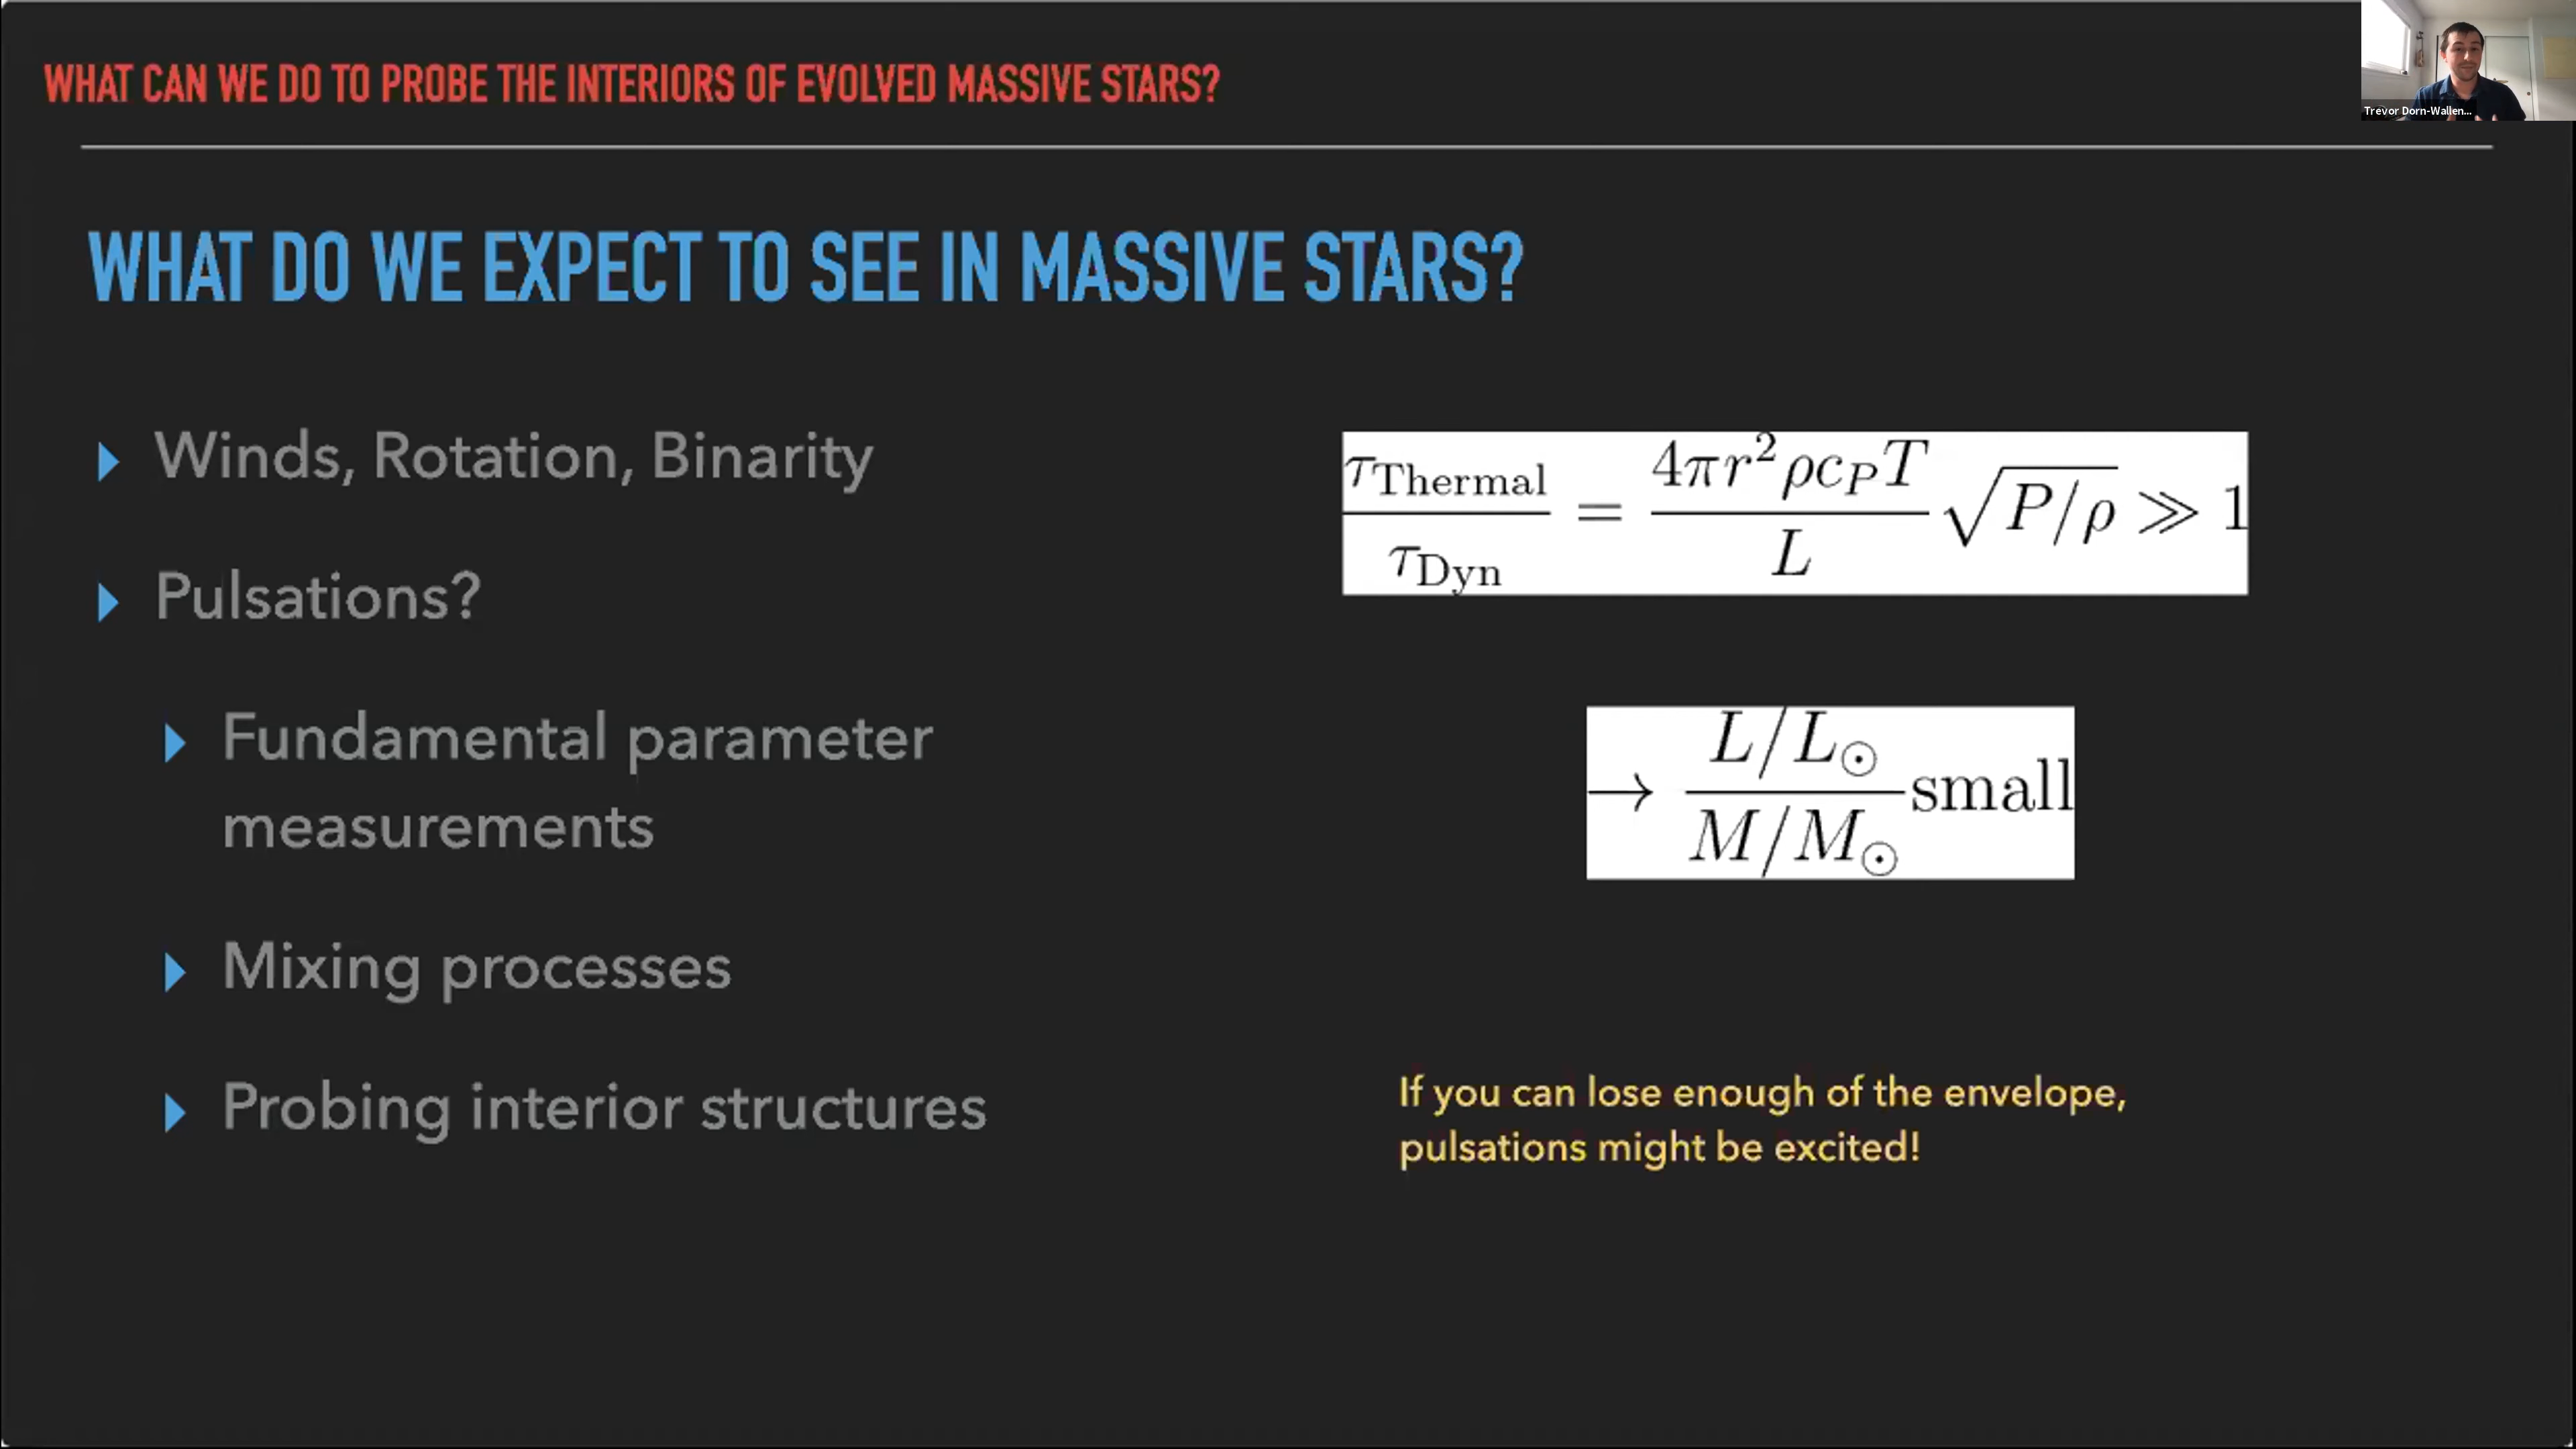 WHAT CAN WE DO TO PROBE THE INTERIORS OF EVOLVED MASSIVE STARS?
Trevor Dorn-Wallen...
WHAT DO WE EXPECT TO SEE IN MASSIVE STARS?
Winds, Rotation, Binarity
Pulsations?
Fundamental parameter
measurements
Mixing processes
Probing interior structures
τ_Thermal / τ_Dyn = 4πr²ρc_P T / L √(P/ρ) ≫ 1
→ (L/L⊙) / (M/M⊙) small
If you can lose enough of the envelope,
pulsations might be excited!